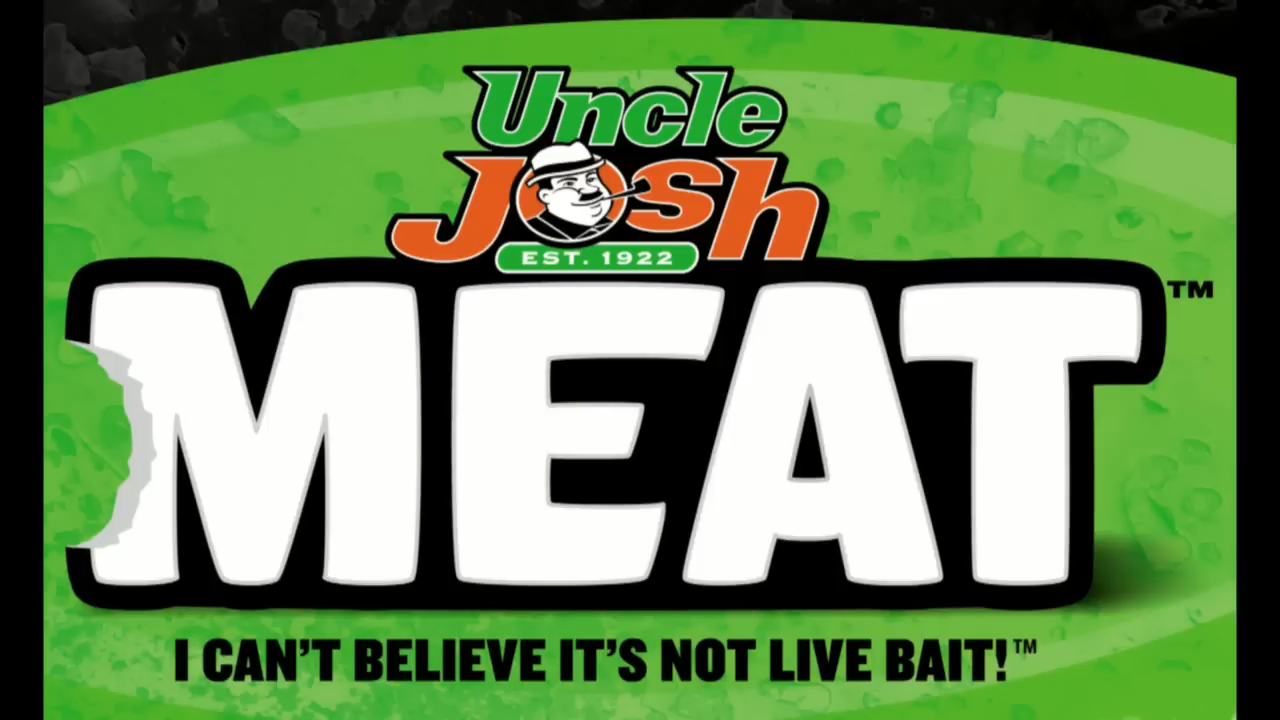 Uncle
Josh
EST. 1922
MEAT™
I CAN'T BELIEVE IT'S NOT LIVE BAIT!™